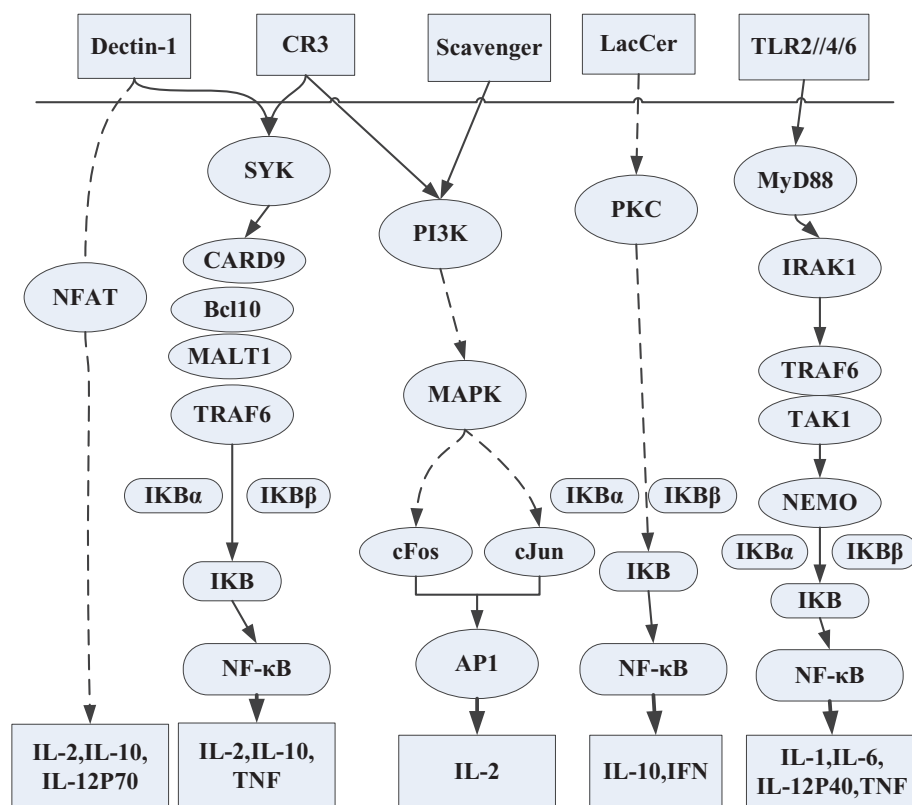 Dectin-1
CR3
Scavenger
LacCer
TLR2//4/6
SYK
MyD88
PKC
PI3K
CARD9
IRAK1
NFAT
Bcl10
MALT1
TRAF6
MAPK
TRAF6
TAK1
IKBα
IKBβ
IKBα
IKBβ
NEMO
cFos
cJun
IKBα
IKBβ
IKB
IKB
IKB
NF-κB
AP1
NF-κB
NF-κB
IL-2,IL-10,
IL-12P70
IL-2,IL-10,
TNF
IL-2
IL-10,IFN
IL-1,IL-6,
IL-12P40,TNF